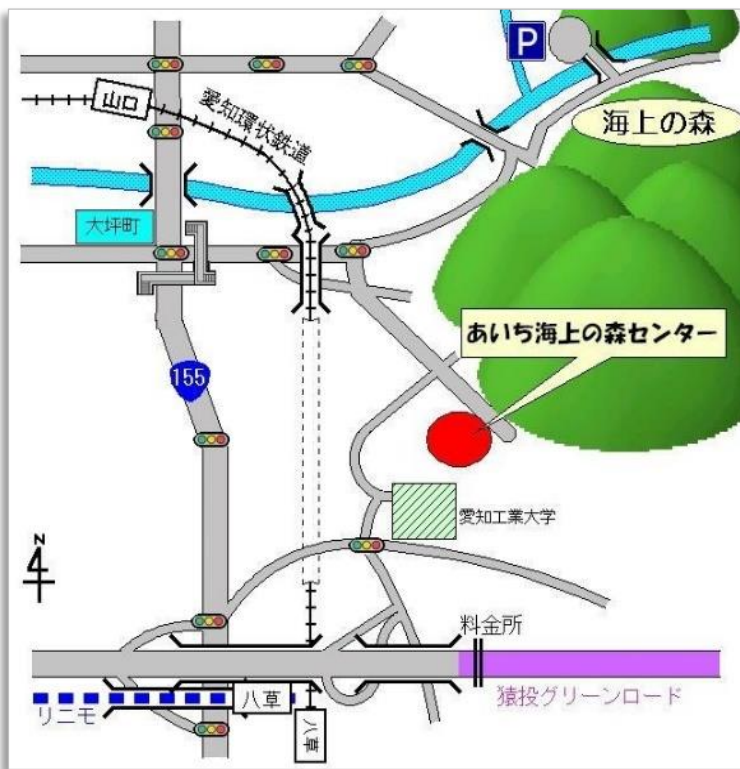 P
山口
愛知環状鉄道
海上の森
大坪町
あいち海上の森センター
155
愛知工業大学
N
料金所
八草
リニモ
猿投グリーンロード
八草